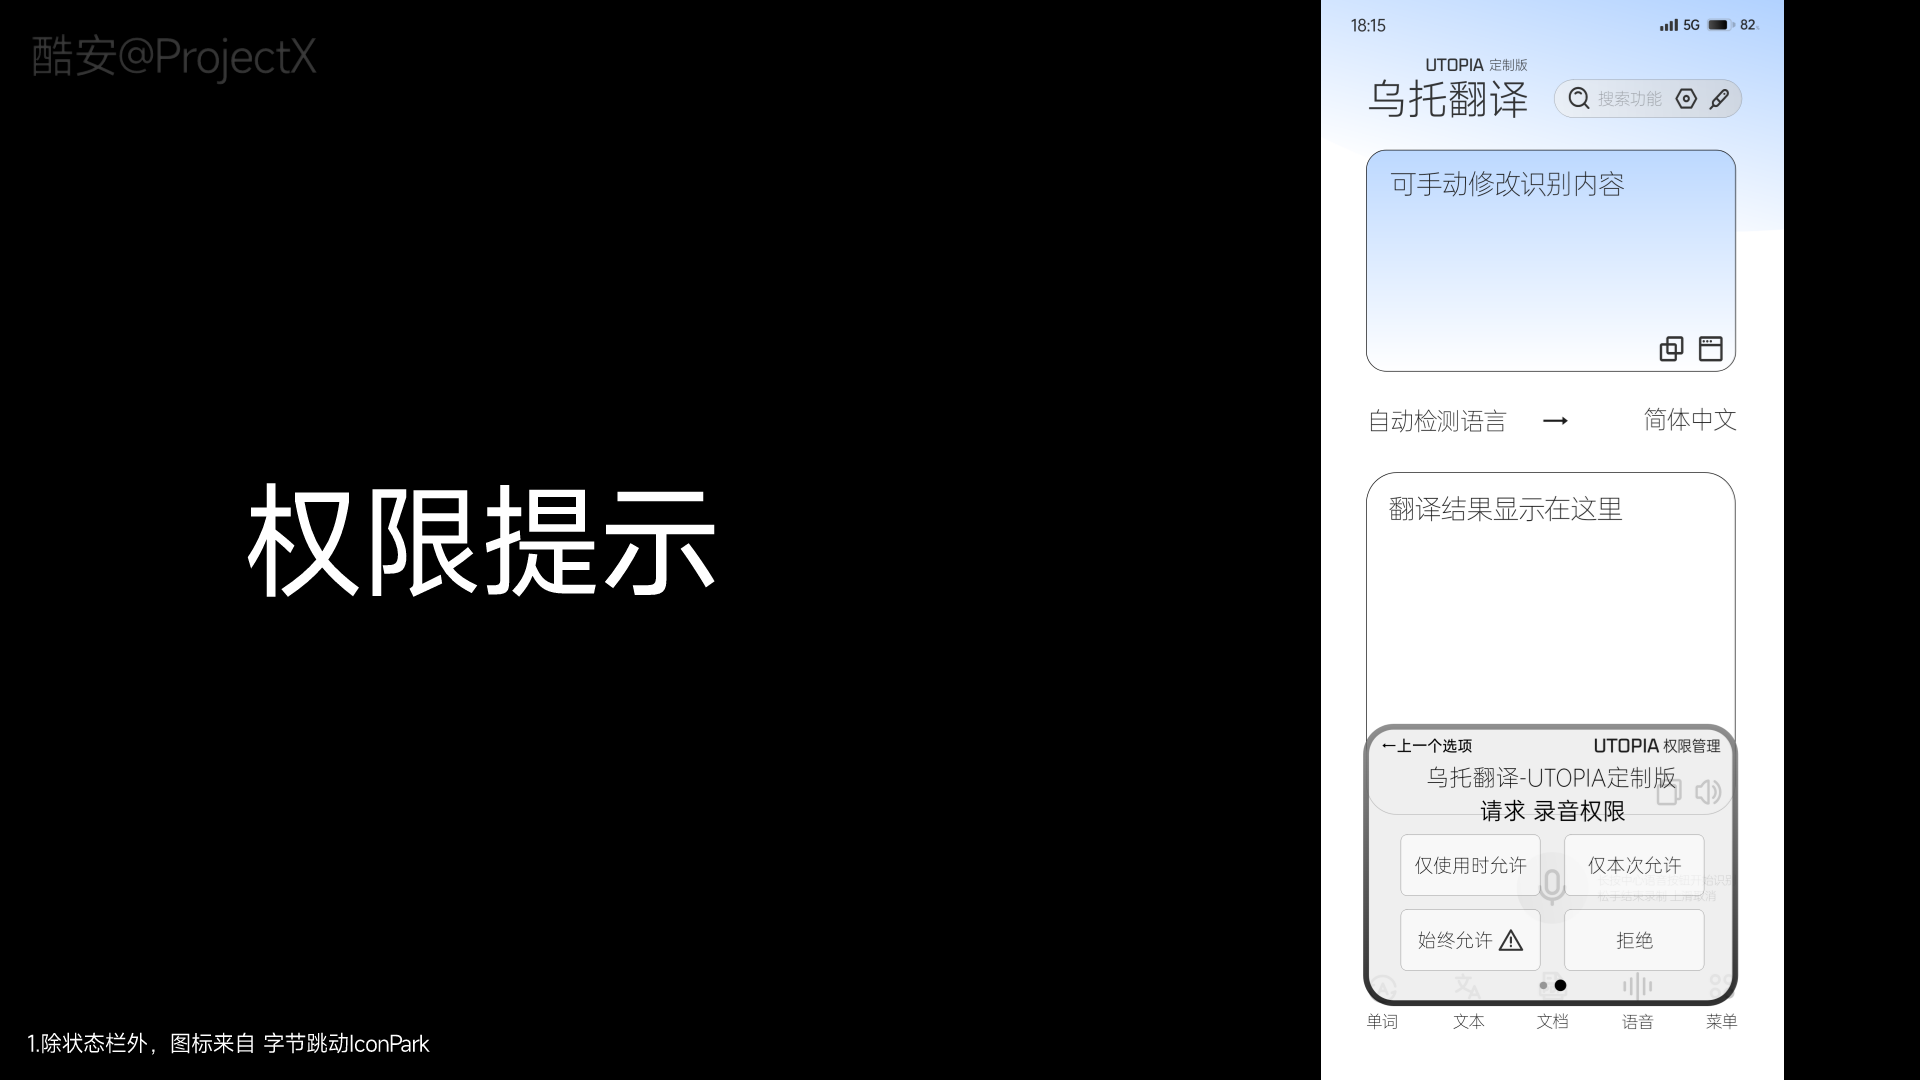 酷安@ProjectX
权限提示
1.除状态栏外，图标来自 字节跳动IconPark
18:15
5G 82
UTOPIA 定制版
乌托翻译
搜索功能
可手动修改识别内容
自动检测语言 → 简体中文
翻译结果显示在这里
←上一个选项 UTOPIA 权限管理
乌托翻译-UTOPIA定制版
请求 录音权限
仅使用时允许 仅本次允许
始终允许 拒绝
单词 文本 文档 语音 菜单